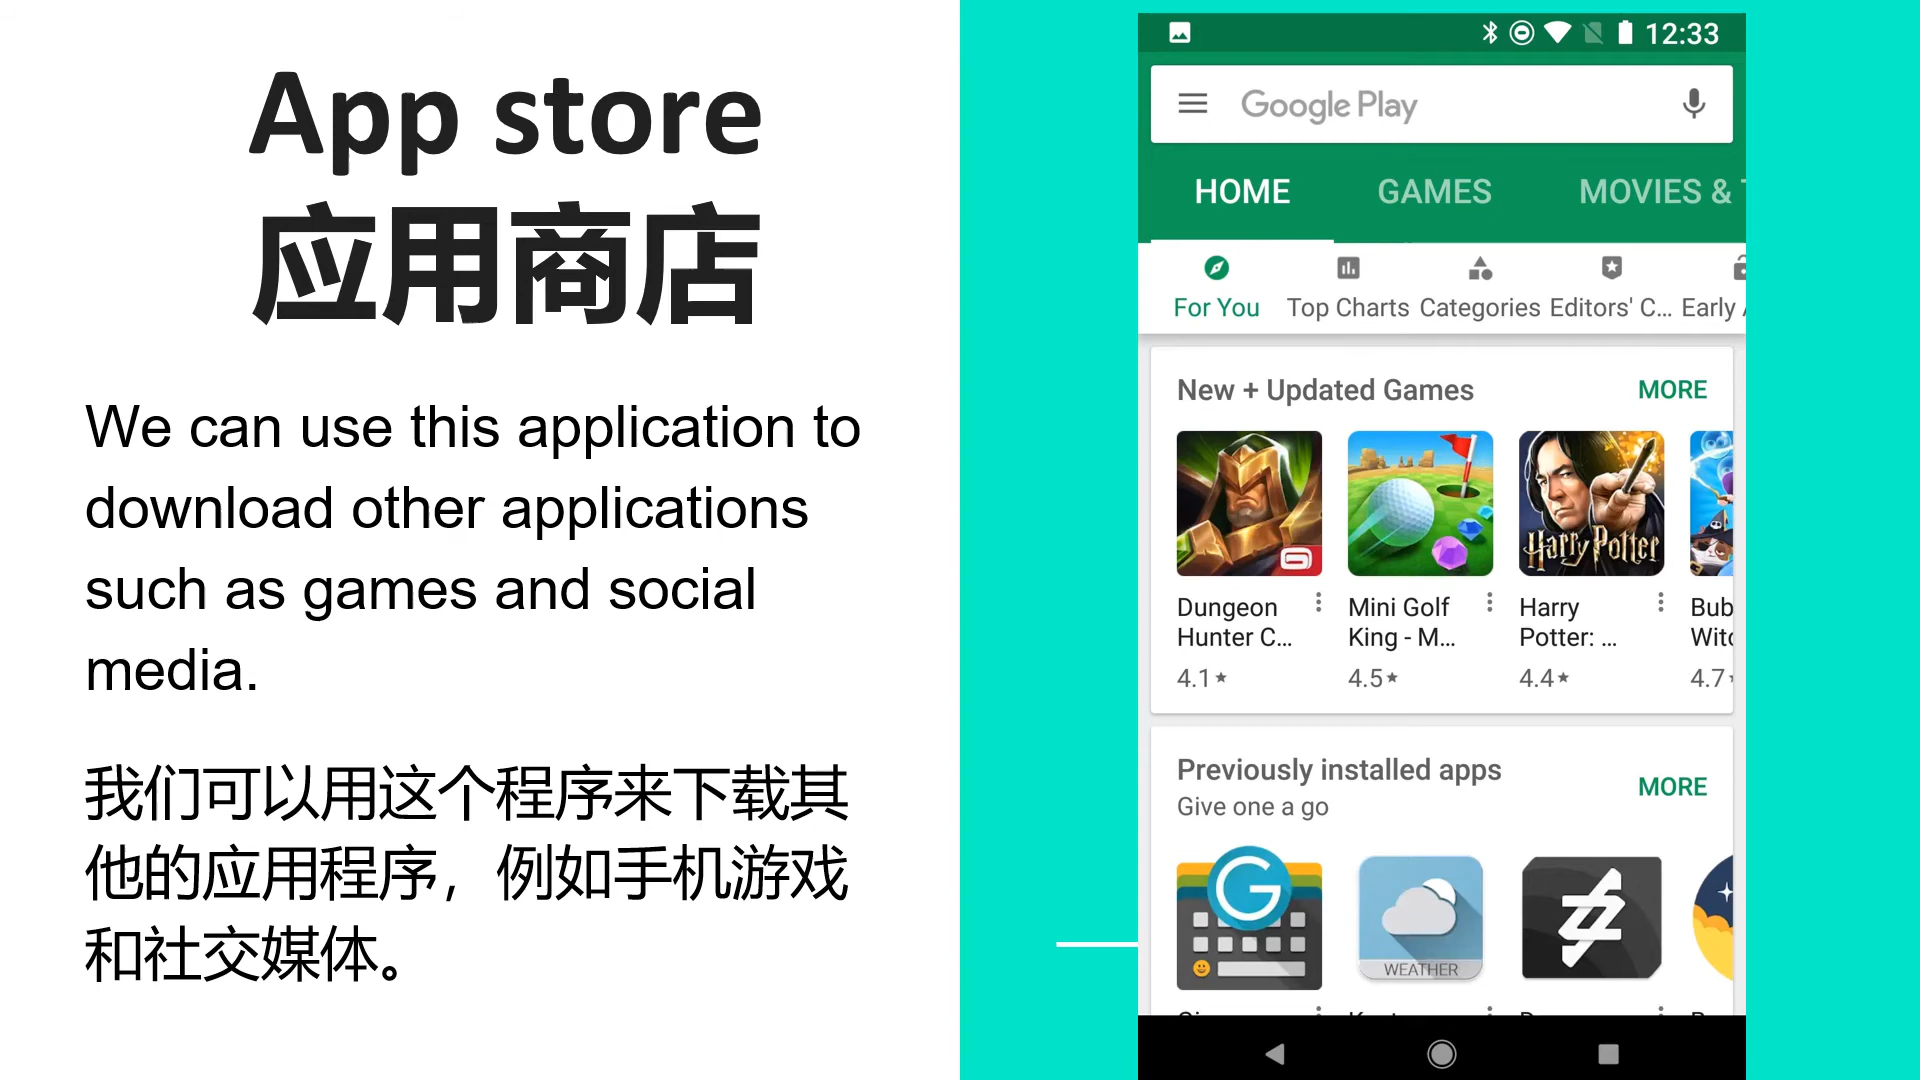 App store
应用商店
We can use this application to
download other applications
such as games and social
media.
我们可以用这个程序来下载其
他的应用程序，例如手机游戏
和社交媒体。
12:33
Google Play
HOME GAMES MOVIES &
For You Top Charts Categories Editors' C... Early
New + Updated Games MORE
Harry Potter
Dungeon
Hunter C...
4.1★
Mini Golf
King - M...
4.5★
Harry
Potter: ...
4.4★
Bub
Witc
4.7
Previously installed apps
Give one a go
MORE
WEATHER